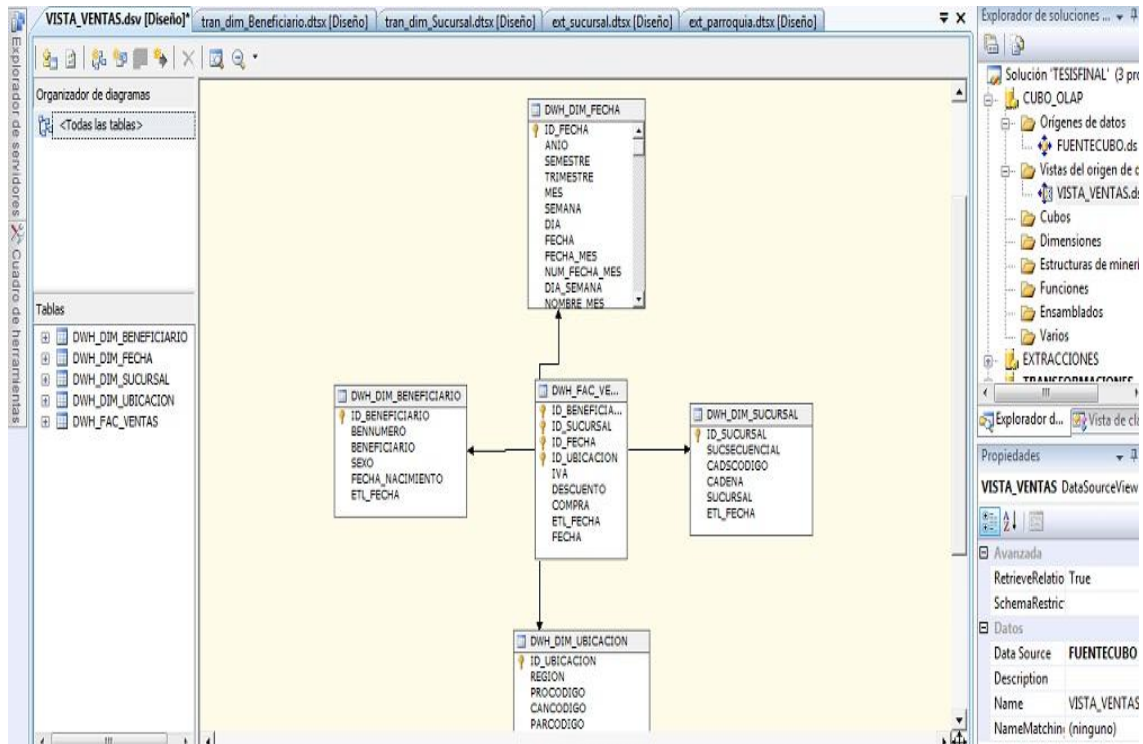 VISTA_VENTAS.dsv [Diseño]*
tran_dim_Beneficiario.dtsx [Diseño]
tran_dim_Sucursal.dtsx [Diseño]
ext_sucursal.dtsx [Diseño]
ext_parroquia.dtsx [Diseño]
Explorador de servidores
Cuadro de herramientas
Organizador de diagramas
<Todas las tablas>
Tablas
DWH_DIM_BENEFICIARIO
DWH_DIM_FECHA
DWH_DIM_SUCURSAL
DWH_DIM_UBICACION
DWH_FAC_VENTAS
DWH_DIM_FECHA
ID_FECHA
ANIO
SEMESTRE
TRIMESTRE
MES
SEMANA
DIA
FECHA
FECHA_MES
NUM_FECHA_MES
DIA_SEMANA
NOMBRE_MES
DWH_DIM_BENEFICIARIO
ID_BENEFICIARIO
BENNUMERO
BENEFICIARIO
SEXO
FECHA_NACIMIENTO
ETL_FECHA
DWH_FAC_VE...
ID_BENEFICIA...
ID_SUCURSAL
ID_FECHA
ID_UBICACION
IVA
DESCUENTO
COMPRA
ETL_FECHA
FECHA
DWH_DIM_SUCURSAL
ID_SUCURSAL
SUCSECUENCIAL
CADSCODIGO
CADENA
SUCURSAL
ETL_FECHA
DWH_DIM_UBICACION
ID_UBICACION
REGION
PROCODIGO
CANCODIGO
PARCODIGO
Explorador de soluciones ...
Solución 'TESISFINAL' (3 pro
CUBO_OLAP
Orígenes de datos
FUENTECUBO.ds
Vistas del origen de d
VISTA_VENTAS.ds
Cubos
Dimensiones
Estructuras de minerí
Funciones
Ensamblados
Varios
EXTRACCIONES
TRANSFORMACIONES
Explorador d...
Vista de cla
Propiedades
VISTA_VENTAS DataSourceView
Avanzada
RetrieveRelatio True
SchemaRestric
Datos
Data Source FUENTECUBO
Description
Name VISTA_VENTAS
NameMatchin (ninguno)